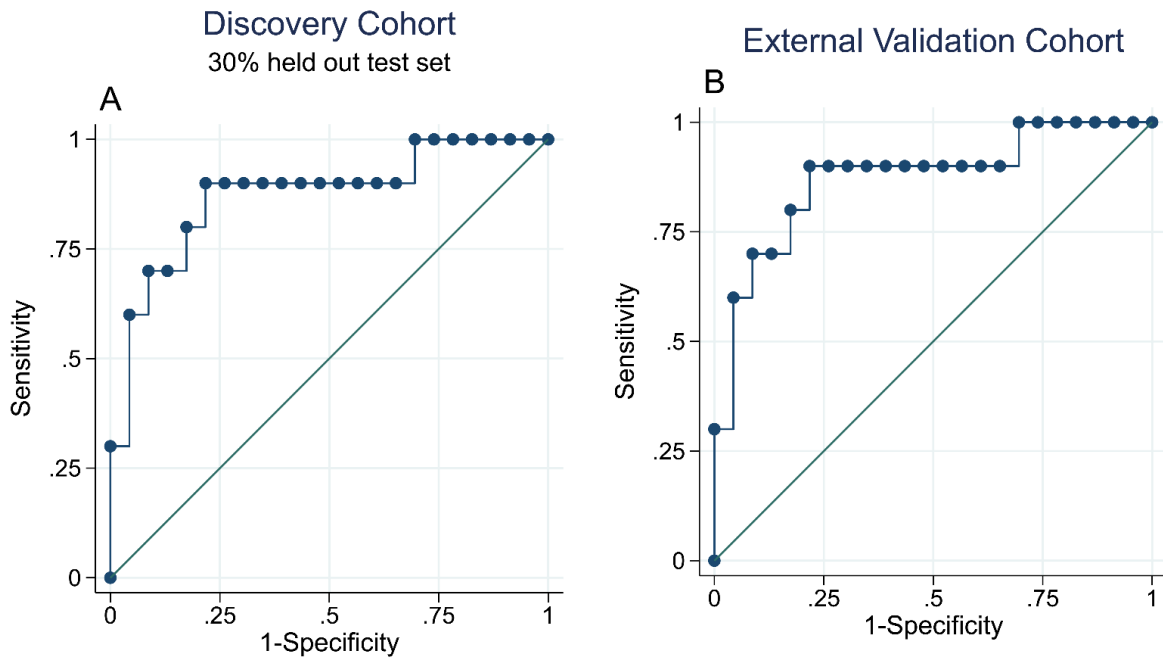 Discovery Cohort
30% held out test set
A
1
.75
.5
.25
0
Sensitivity
0 .25 .5 .75 1
1-Specificity
External Validation Cohort
B
1
.75
.5
.25
0
Sensitivity
0 .25 .5 .75 1
1-Specificity